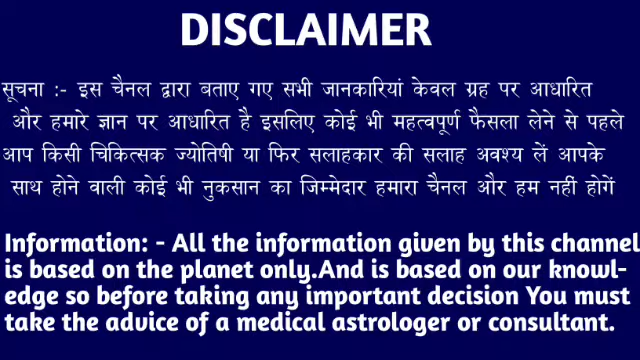 DISCLAIMER
सूचना :- इस चैनल द्वारा बताए गए सभी जानकारियां केवल ग्रह पर आधारित
और हमारे ज्ञान पर आधारित है इसलिए कोई भी महत्वपूर्ण फैसला लेने से पहले
आप किसी चिकित्सक ज्योतिषी या फिर सलाहकार की सलाह अवश्य लें आपके
साथ होने वाली कोई भी नुकसान का जिम्मेदार हमारा चैनल और हम नहीं होगें
Information: - All the information given by this channel
is based on the planet only.And is based on our knowl-
edge so before taking any important decision You must
take the advice of a medical astrologer or consultant.